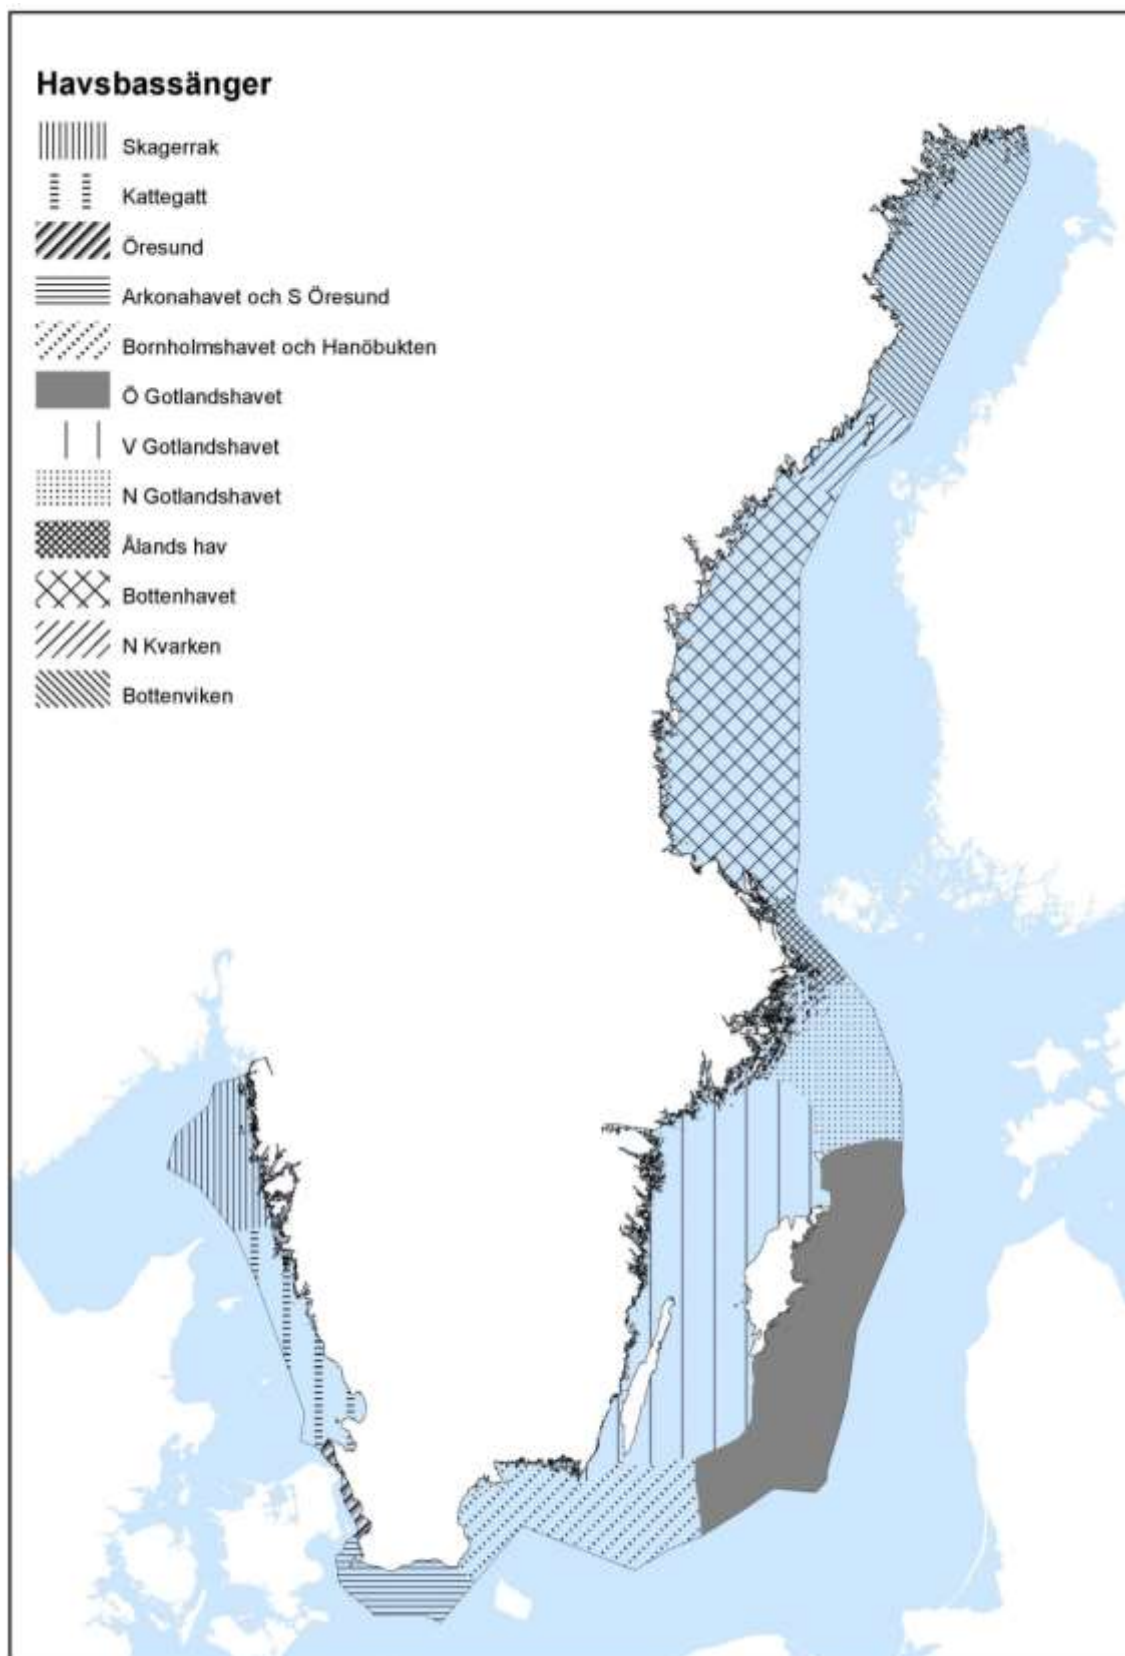 Havsbassänger
Skagerrak
Kattegatt
Öresund
Arkonahavet och S Öresund
Bornholmshavet och Hanöbukten
Ö Gotlandshavet
V Gotlandshavet
N Gotlandshavet
Ålands hav
Bottenhavet
N Kvarken
Bottenviken